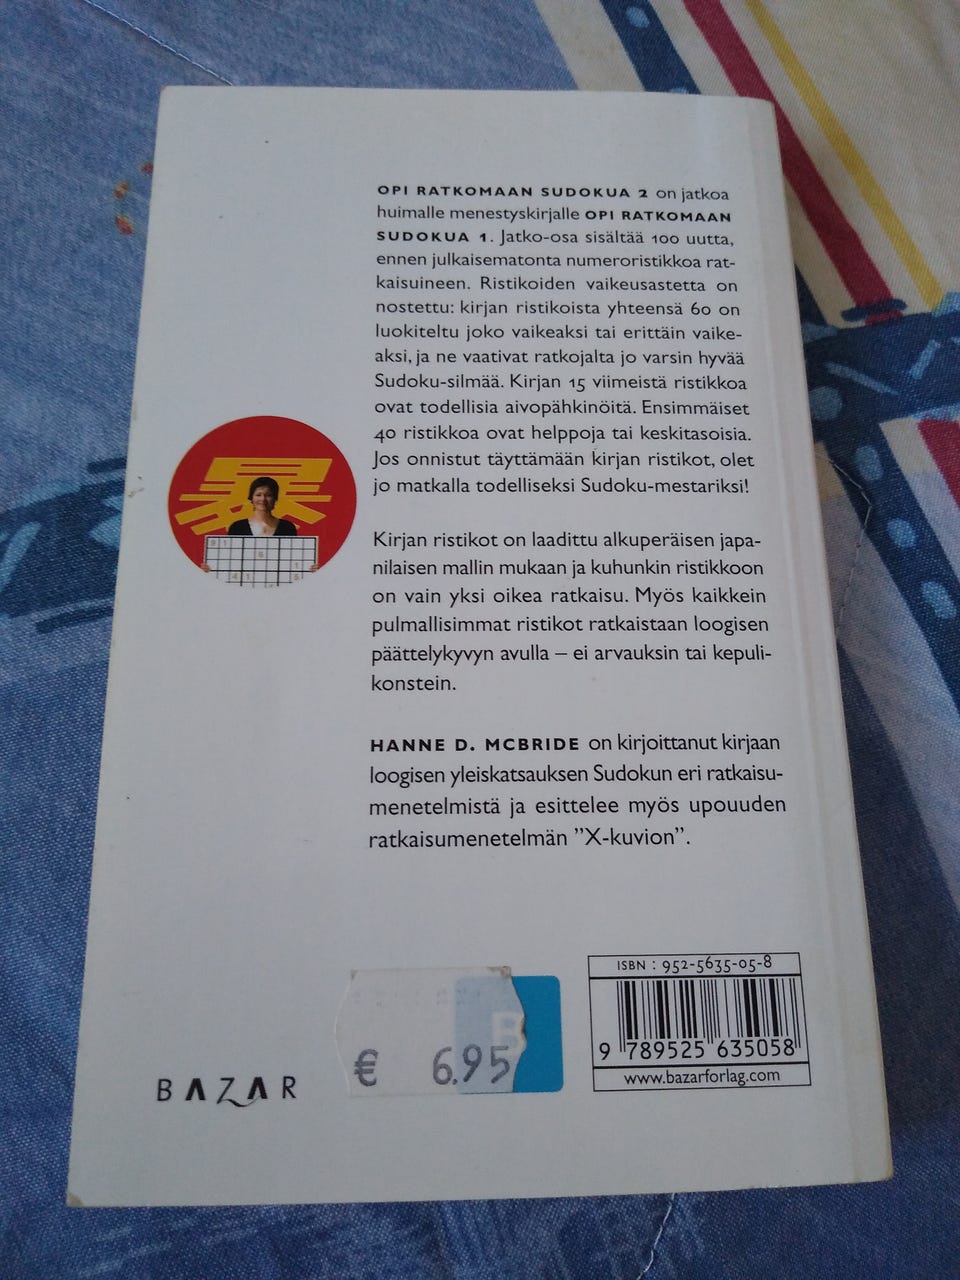 OPI RATKOMAAN SUDOKUA 2 on jatkoa
huimalle menestyskirjalle OPI RATKOMAAN
SUDOKUA 1. Jatko-osa sisältää 100 uutta,
ennen julkaisematonta numeroristikkoa rat-
kaisuineen. Ristikoiden vaikeusastetta on
nostettu: kirjan ristikoista yhteensä 60 on
luokiteltu joko vaikeaksi tai erittäin vaike-
aksi, ja ne vaativat ratkojalta jo varsin hyvää
Sudoku-silmää. Kirjan 15 viimeistä ristikkoa
ovat todellisia aivopähkinöitä. Ensimmäiset
40 ristikkoa ovat helppoja tai keskitasoisia.
Jos onnistut täyttämään kirjan ristikot, olet
jo matkalla todelliseksi Sudoku-mestariksi!
Kirjan ristikot on laadittu alkuperäisen japa-
nilaisen mallin mukaan ja kuhunkin ristikkoon
on vain yksi oikea ratkaisu. Myös kaikkein
pulmallisimmat ristikot ratkaistaan loogisen
päättelykyvyn avulla – ei arvauksin tai kepuli-
konstein.
HANNE D. MCBRIDE on kirjoittanut kirjaan
loogisen yleiskatsauksen Sudokun eri ratkaisu-
menetelmistä ja esittelee myös upouuden
ratkaisumenetelmän ”X-kuvion”.
ISBN : 952-5635-05-8
9 789525 635058
www.bazarforlag.com
€ 6.95
B
BAZAR